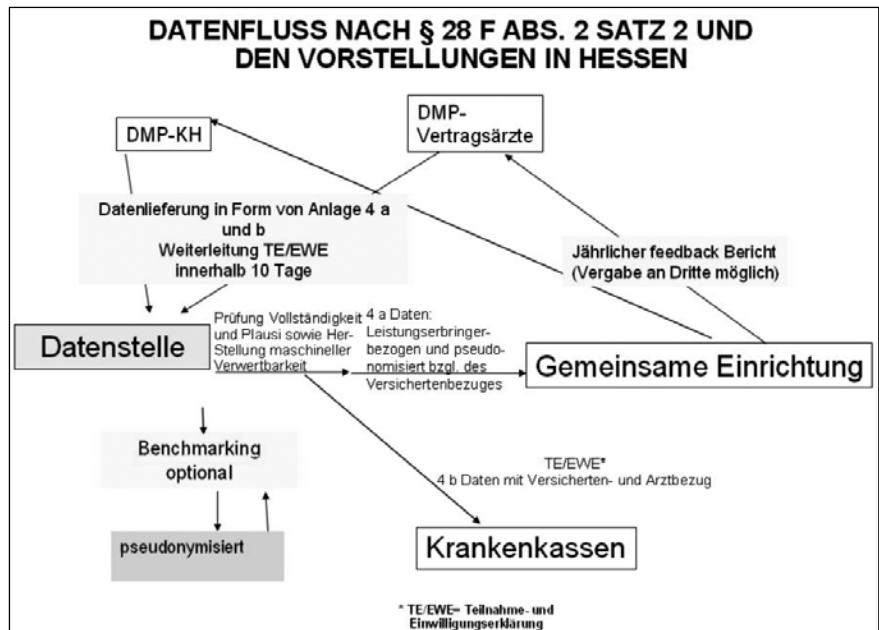 DATENFLUSS NACH § 28 F ABS. 2 SATZ 2 UND
DEN VORSTELLUNGEN IN HESSEN
DMP-KH
DMP-
Vertragsärzte
Datenlieferung in Form von Anlage 4 a
und b
Weiterleitung TE/EWE
innerhalb 10 Tage
Jährlicher feedback Bericht
(Vergabe an Dritte möglich)
Datenstelle
Prüfung Vollständigkeit
und Plausi sowie Her-
Stellung maschineller
Verwertbarkeit
4 a Daten:
Leistungserbringer-
bezogen und pseudo-
nomisiert bzgl. des
Versichertenbezuges
Gemeinsame Einrichtung
Benchmarking
optional
TE/EWE*
4 b Daten mit Versicherten- und Arztbezug
pseudonymisiert
Krankenkassen
* TE/EWE= Teilnahme- und
Einwilligungserklärung